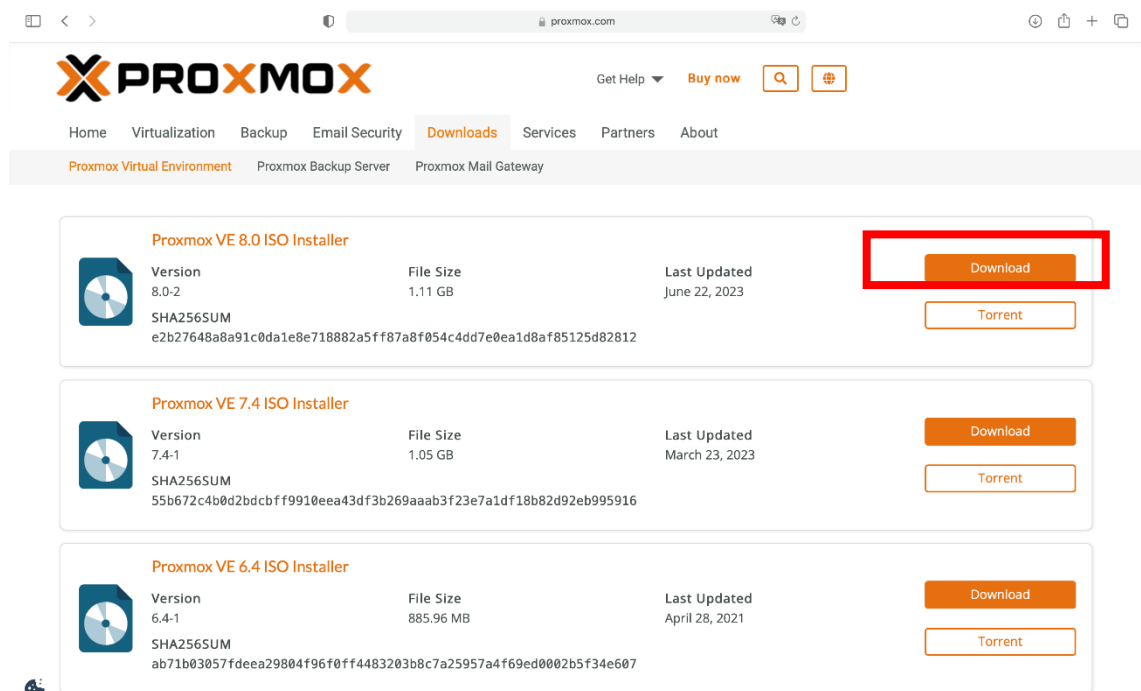 proxmox.com
PROXMOX
Get Help Buy now
Home Virtualization Backup Email Security Downloads Services Partners About
Proxmox Virtual Environment Proxmox Backup Server Proxmox Mail Gateway
Proxmox VE 8.0 ISO Installer
Version File Size Last Updated
8.0-2 1.11 GB June 22, 2023
SHA256SUM
e2b27648a8a91c0da1e8e718882a5ff87a8f054c4dd7e0ea1d8af85125d82812
Download
Torrent
Proxmox VE 7.4 ISO Installer
Version File Size Last Updated
7.4-1 1.05 GB March 23, 2023
SHA256SUM
55b672c4b0d2bdcbff9910eea43df3b269aaab3f23e7a1df18b82d92eb995916
Download
Torrent
Proxmox VE 6.4 ISO Installer
Version File Size Last Updated
6.4-1 885.96 MB April 28, 2021
SHA256SUM
ab71b03057fdeea29804f96f0ff4483203b8c7a25957a4f69ed0002b5f34e607
Download
Torrent